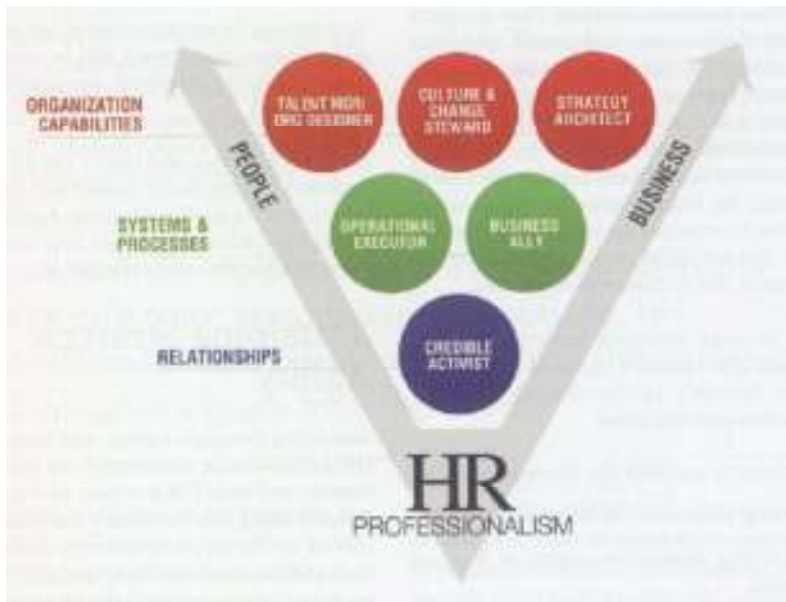 ORGANIZATION
CAPABILITIES
TALENT MGR/
ORG DESIGNER
CULTURE &
CHANGE
STEWARD
STRATEGY
ARCHITECT
PEOPLE
BUSINESS
SYSTEMS &
PROCESSES
OPERATIONAL
EXECUTOR
BUSINESS
ALLY
RELATIONSHIPS
CREDIBLE
ACTIVIST
HR
PROFESSIONALISM